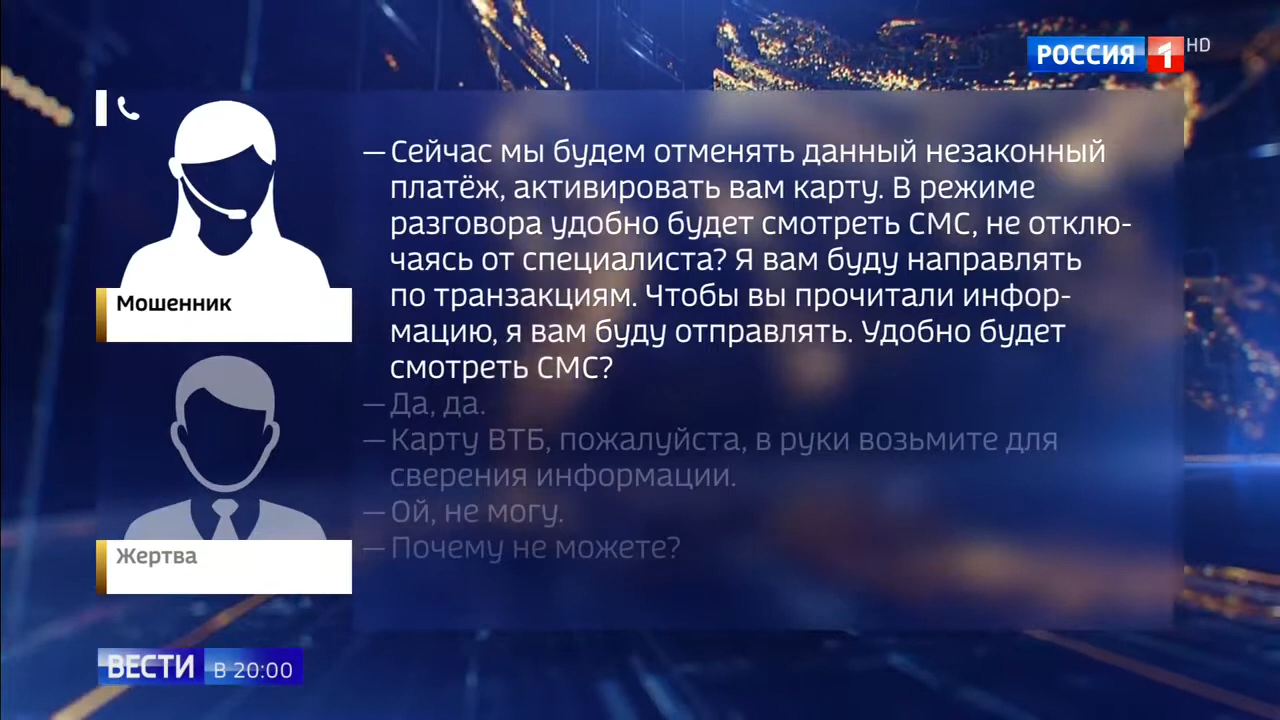 РОССИЯ 1 HD
— Сейчас мы будем отменять данный незаконный
платёж, активировать вам карту. В режиме
разговора удобно будет смотреть СМС, не отклю-
чаясь от специалиста? Я вам буду направлять
по транзакциям. Чтобы вы прочитали инфор-
мацию, я вам буду отправлять. Удобно будет
смотреть СМС?
— Да, да.
— Карту ВТБ, пожалуйста, в руки возьмите для
сверения информации.
— Ой, не могу.
— Почему не можете?
Мошенник
Жертва
ВЕСТИ В 20:00